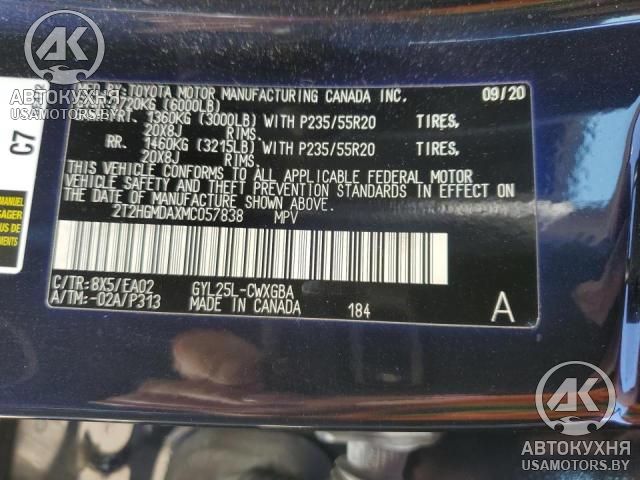 TOYOTA MOTOR MANUFACTURING CANADA INC. 09/20
(6000LB)
1360KG (3000LB) WITH P235/55R20 TIRES,
20X8J RIMS,
RR. 1460KG (3215LB) WITH P235/55R20 TIRES,
20X8J RIMS.
THIS VEHICLE CONFORMS TO ALL APPLICABLE FEDERAL MOTOR
VEHICLE SAFETY AND THEFT PREVENTION STANDARDS IN EFFECT ON
THE DATE OF MANUFACTURE SHOWN ABOVE.
2T2HGMDAXMC057838 MPV
C/TR: 8X5/EA02 GYL25L-CWXGBA
A/TM: -02A/P313 MADE IN CANADA 184
A
C7
MANUEL
AK
АВТОКУХНЯ
USAMOTORS.BY
AK
АВТОКУХНЯ
USAMOTORS.BY